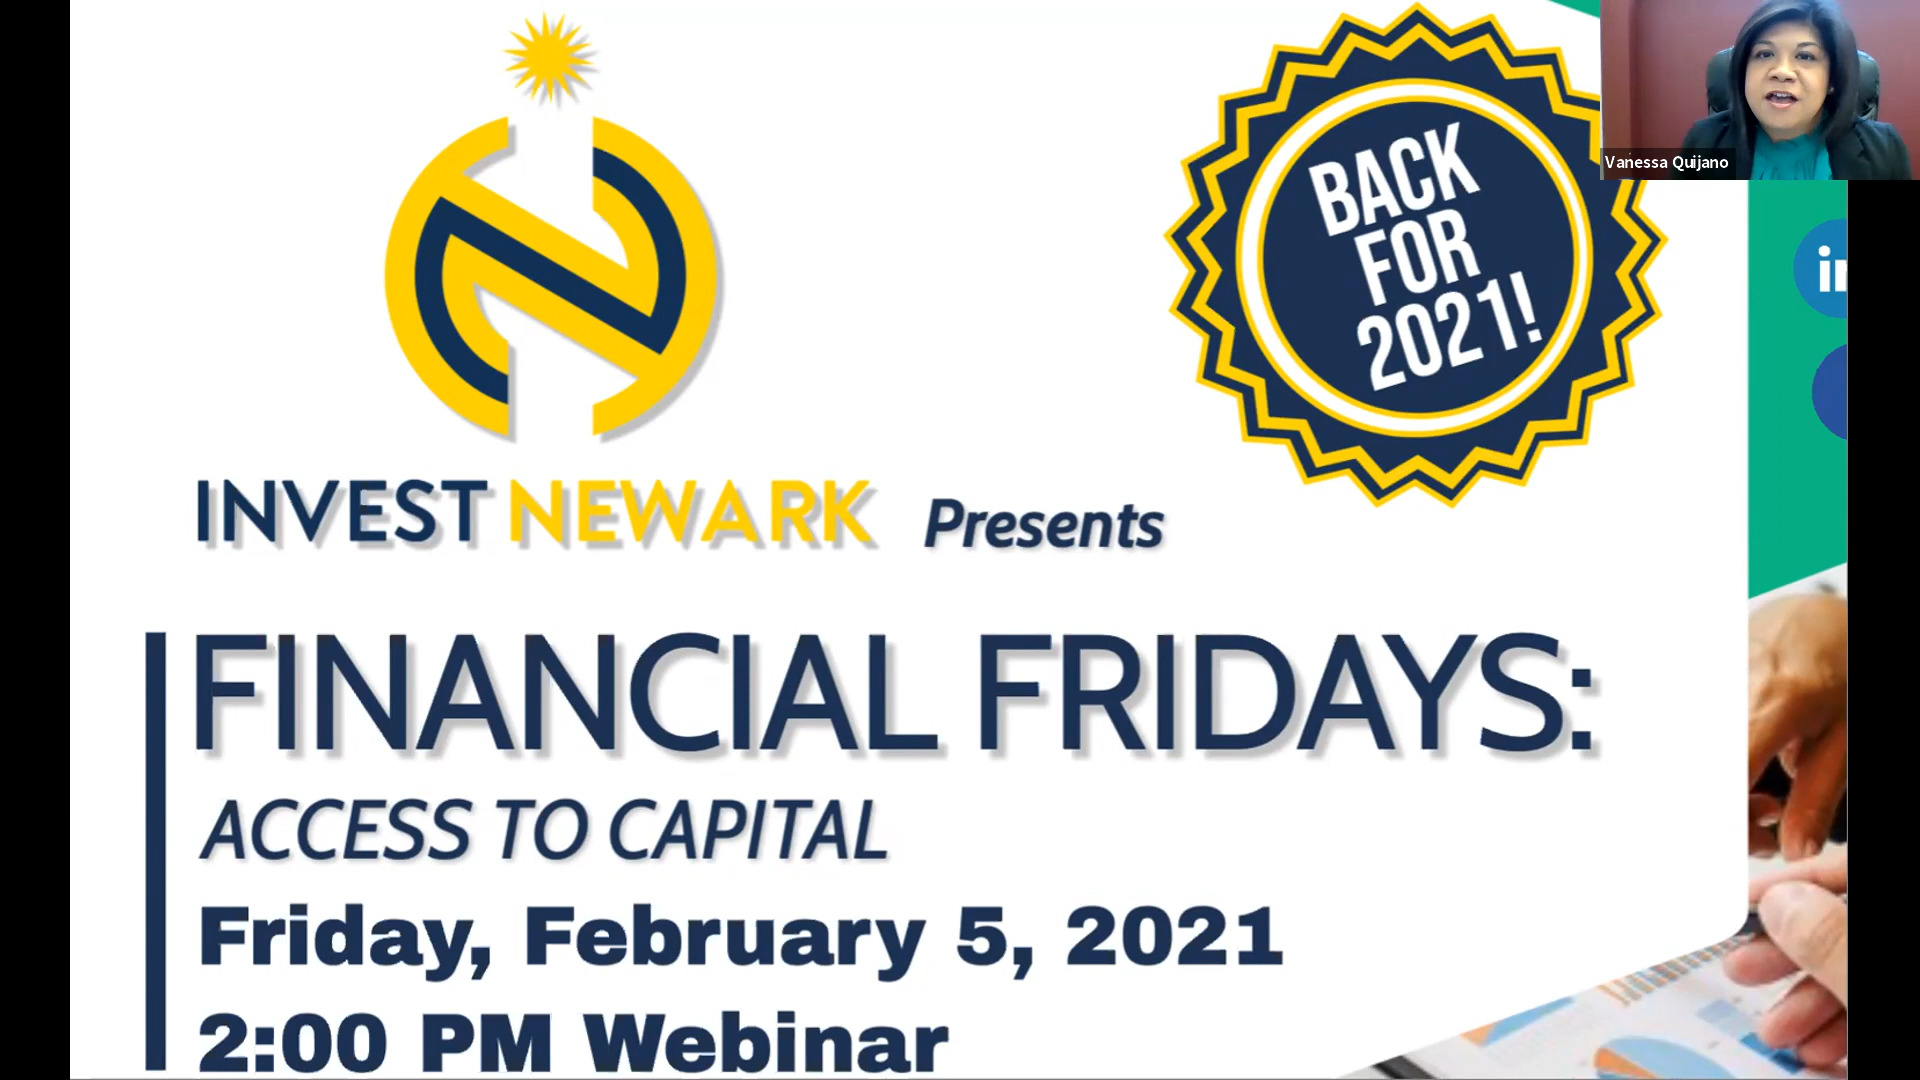 BACK
FOR
2021!
Vanessa Quijano
in
INVEST NEWARK Presents
FINANCIAL FRIDAYS:
ACCESS TO CAPITAL
Friday, February 5, 2021
2:00 PM Webinar